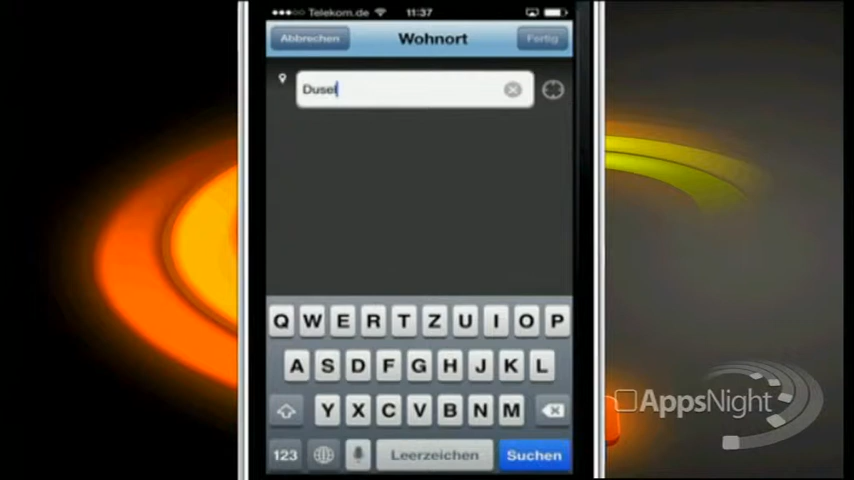 Telekom.de 11:37
Abbrechen Wohnort Fertig
Dusel
Q W E R T Z U I O P
A S D F G H J K L
Y X C V B N M
123 Leerzeichen Suchen
AppsNight